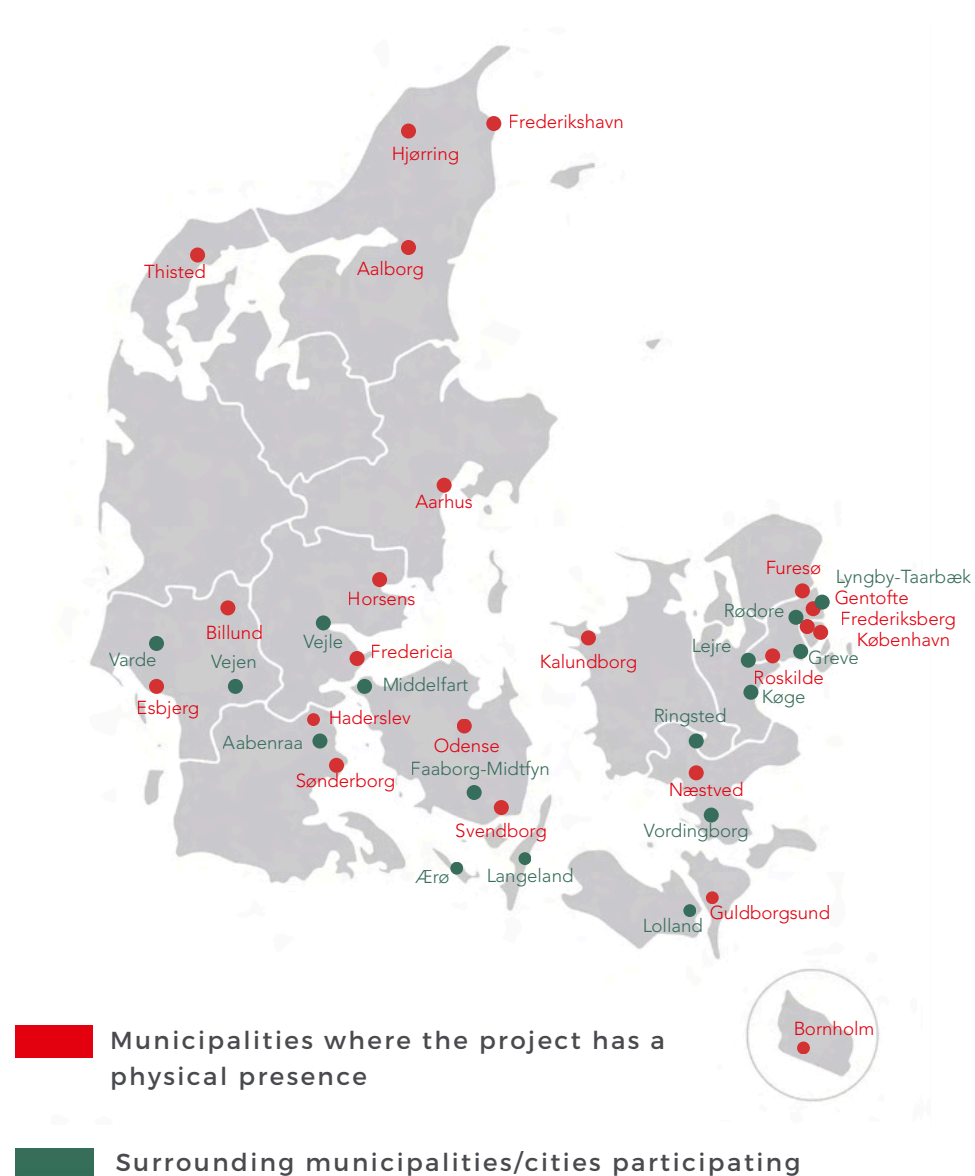 Frederikshavn
Hjørring
Thisted
Aalborg
Aarhus
Furesø
Lyngby-Taarbæk
Horsens
Gentofte
Rødore
Frederiksberg
Billund
København
Vejle
Lejre
Fredericia
Greve
Varde
Vejen
Kalundborg
Roskilde
Middelfart
Køge
Esbjerg
Haderslev
Ringsted
Aabenraa
Odense
Faaborg-Midtfyn
Sønderborg
Næstved
Svendborg
Vordingborg
Ærø
Langeland
Guldborgsund
Lolland
Bornholm
Municipalities where the project has a
physical presence
Surrounding municipalities/cities participating